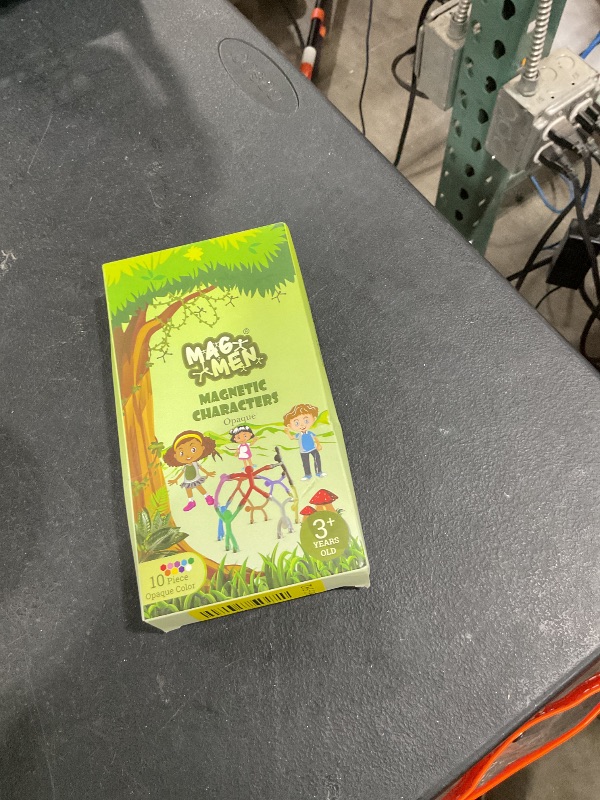 MAG
MEN
®
MAGNETIC
CHARACTERS
Opaque
3+
YEARS
OLD
10 Piece
Opaque Color